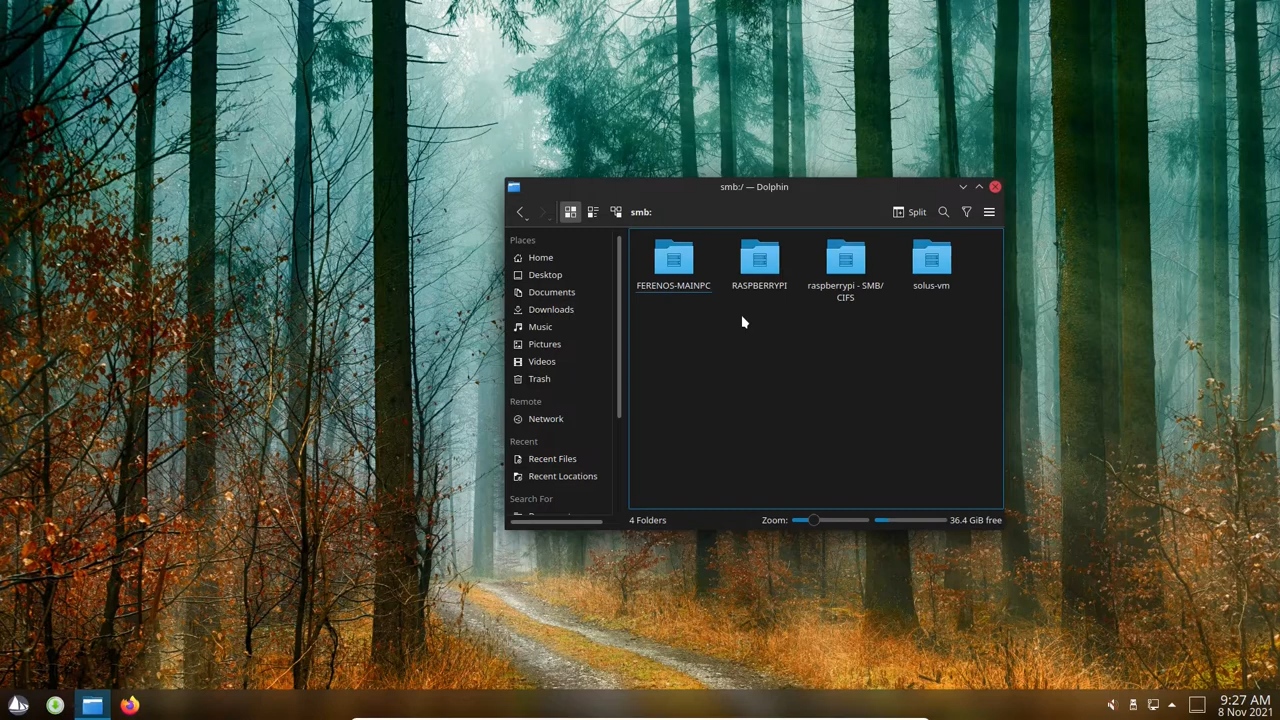 smb:/ — Dolphin
smb:
Split
Places
Home
Desktop
Documents
Downloads
Music
Pictures
Videos
Trash
Remote
Network
Recent
Recent Files
Recent Locations
Search For
FERENOS-MAINPC
RASPBERRYPI
raspberrypi - SMB/
CIFS
solus-vm
4 Folders
Zoom:
36.4 GiB free
9:27 AM
8 Nov 2021